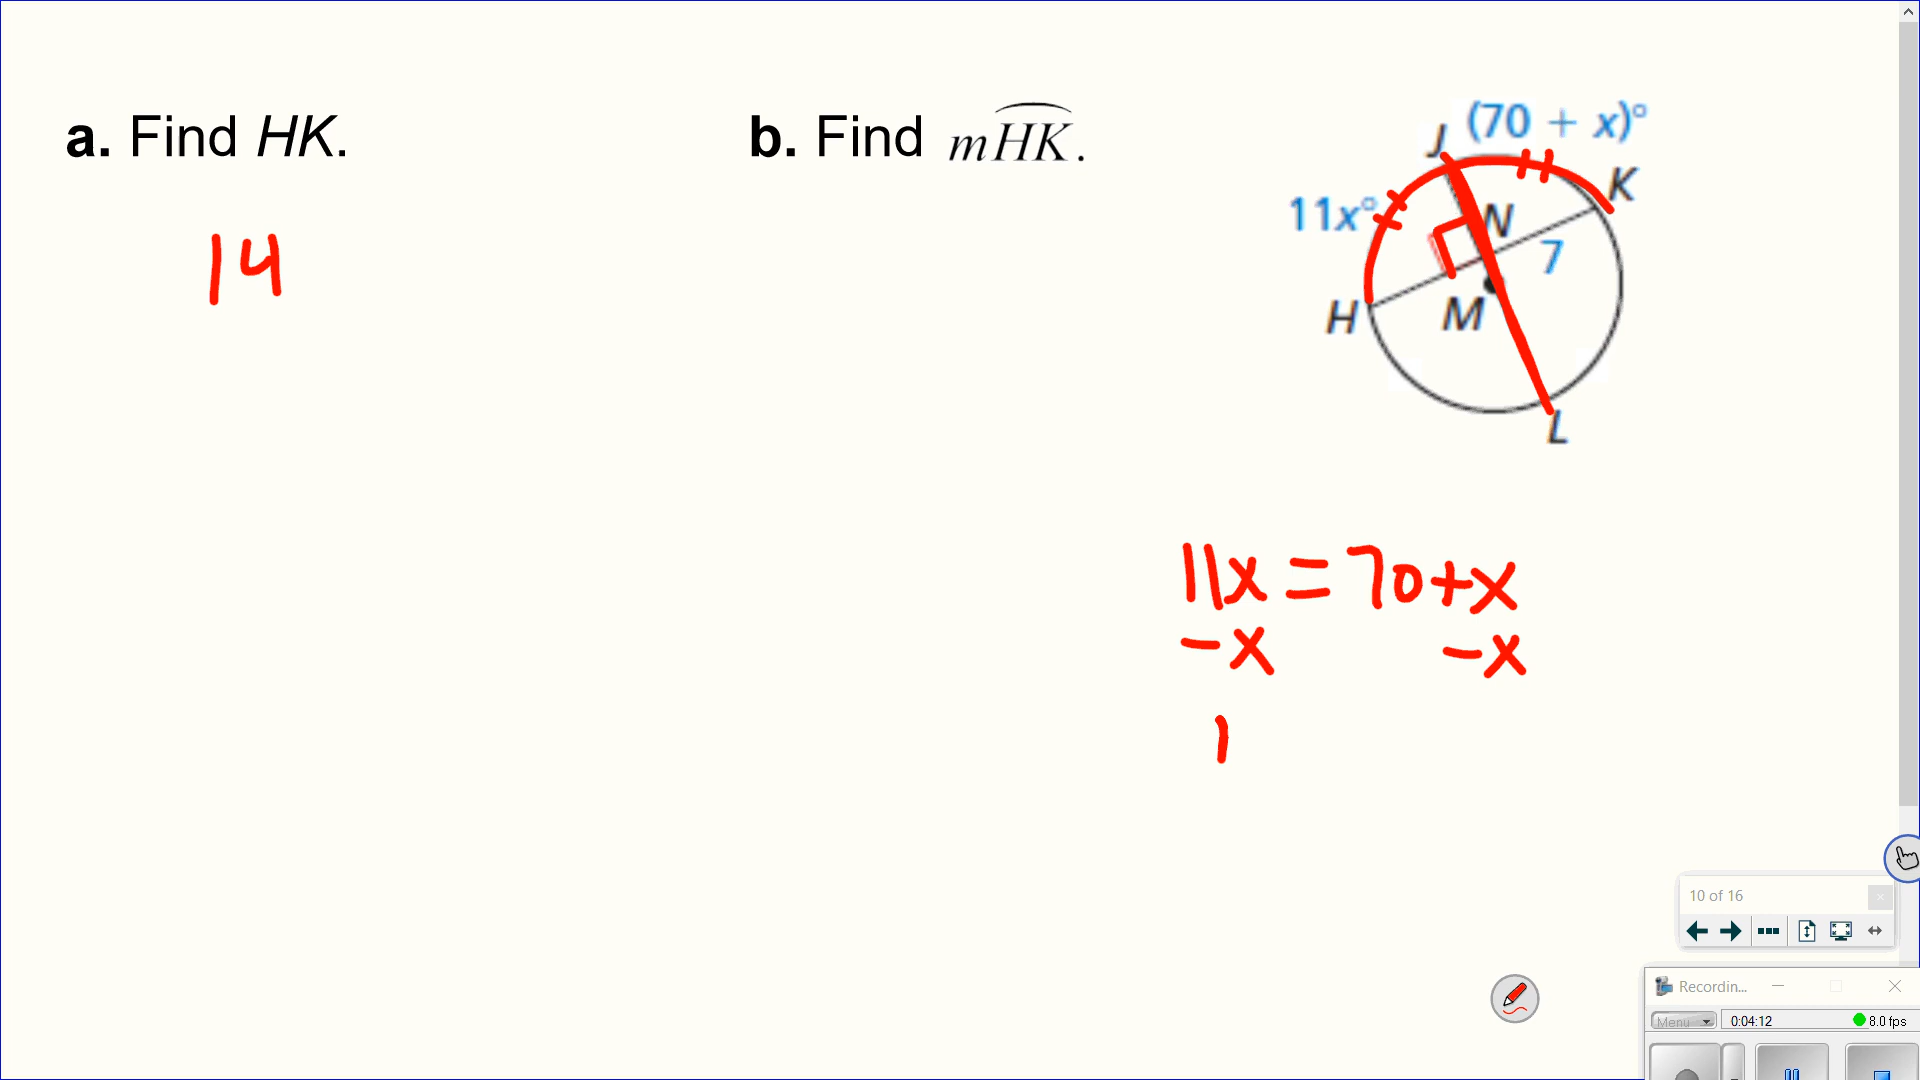 a. Find HK.
b. Find mHK.
(70 + x)°
J
K
11x°
N
7
H
M
L
14
11x = 70+x
-x -x
1
10 of 16
Recordin...
Menu
0:04:12
8.0 fps